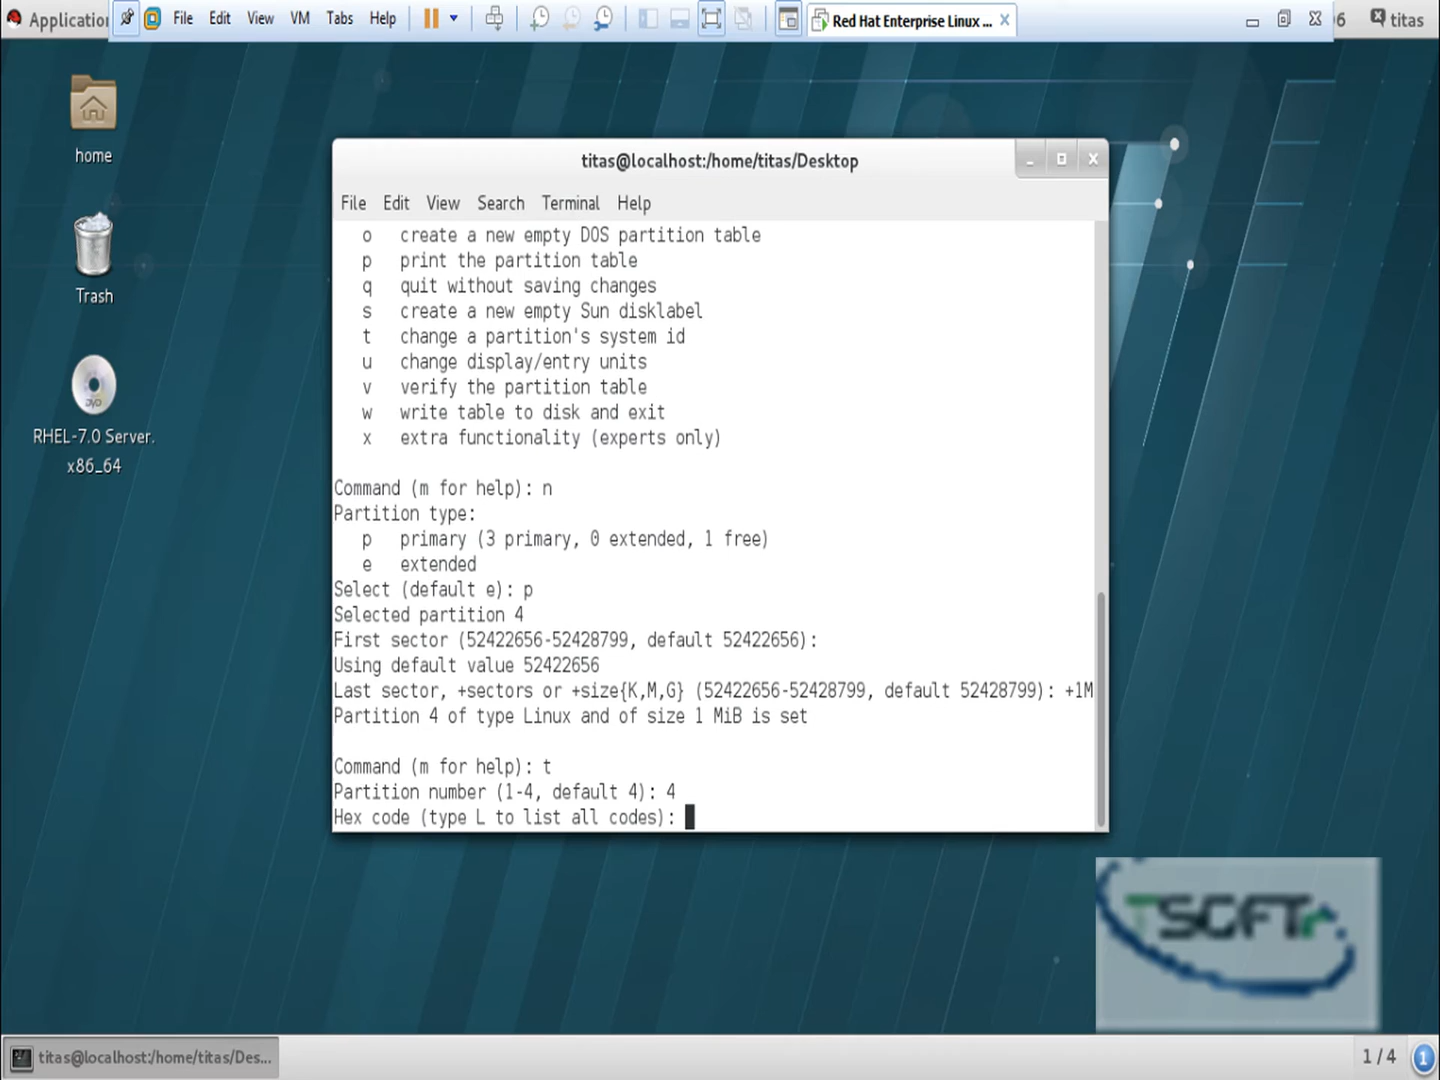 Application
File Edit View VM Tabs Help
Red Hat Enterprise Linux ...
6
titas
home
Trash
DVD
RHEL-7.0 Server.
x86_64
titas@localhost:/home/titas/Desktop
File Edit View Search Terminal Help
o create a new empty DOS partition table
p print the partition table
q quit without saving changes
s create a new empty Sun disklabel
t change a partition's system id
u change display/entry units
v verify the partition table
w write table to disk and exit
x extra functionality (experts only)
Command (m for help): n
Partition type:
p primary (3 primary, 0 extended, 1 free)
e extended
Select (default e): p
Selected partition 4
First sector (52422656-52428799, default 52422656):
Using default value 52422656
Last sector, +sectors or +size{K,M,G} (52422656-52428799, default 52428799): +1M
Partition 4 of type Linux and of size 1 MiB is set
Command (m for help): t
Partition number (1-4, default 4): 4
Hex code (type L to list all codes):
titas@localhost:/home/titas/Des...
1 / 4
1